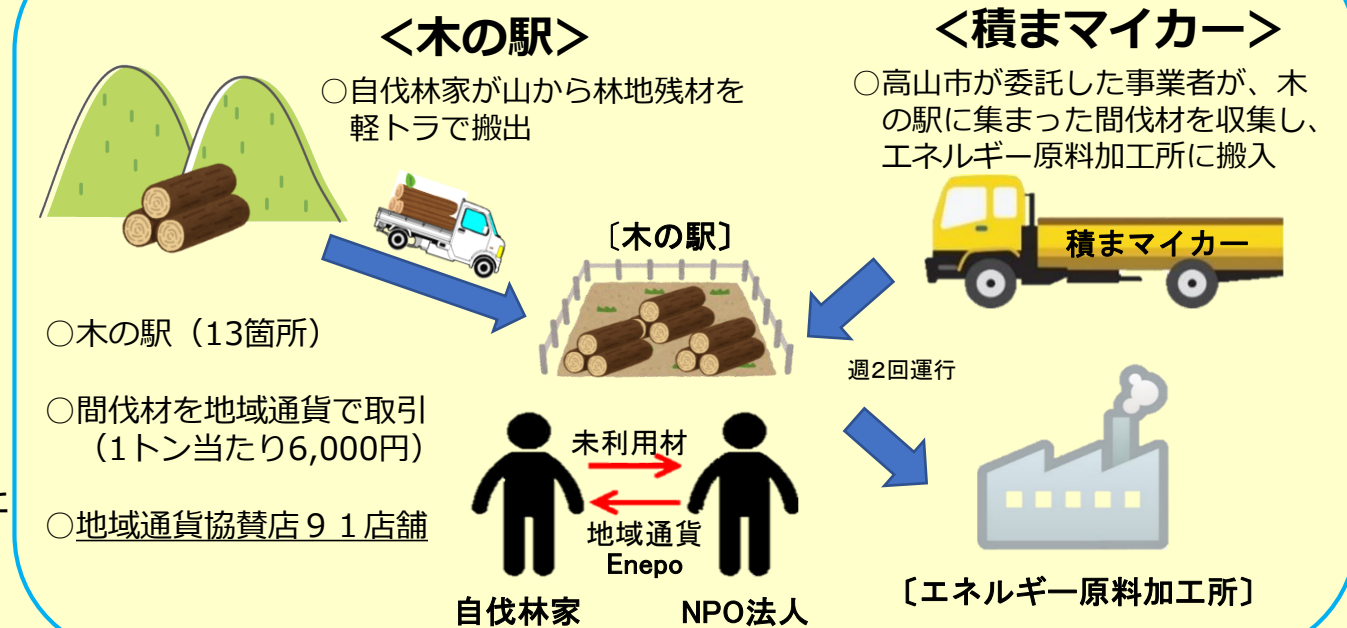 <木の駅>
○自伐林家が山から林地残材を
軽トラで搬出
<積まマイカー>
○高山市が委託した事業者が、木
の駅に集まった間伐材を収集し、
エネルギー原料加工所に搬入
積まマイカー
〔木の駅〕
週2回運行
○木の駅（13箇所）
○間伐材を地域通貨で取引
（1トン当たり6,000円）
○地域通貨協賛店９１店舗
未利用材
地域通貨
Enepo
自伐林家
NPO法人
〔エネルギー原料加工所〕